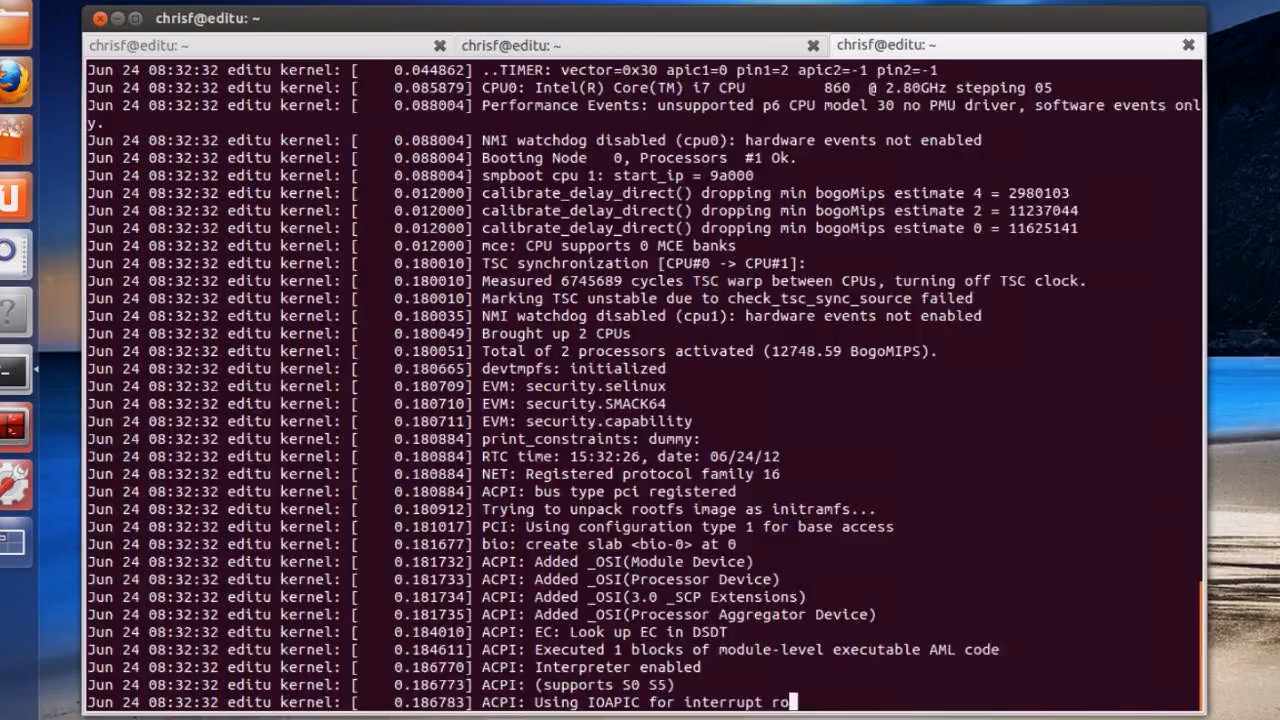 chrisf@editu: ~
chrisf@editu: ~ chrisf@editu: ~ chrisf@editu: ~
Jun 24 08:32:32 editu kernel: [    0.044862] ..TIMER: vector=0x30 apic1=0 pin1=2 apic2=-1 pin2=-1
Jun 24 08:32:32 editu kernel: [    0.085879] CPU0: Intel(R) Core(TM) i7 CPU         860  @ 2.80GHz stepping 05
Jun 24 08:32:32 editu kernel: [    0.088004] Performance Events: unsupported p6 CPU model 30 no PMU driver, software events onl
y.
Jun 24 08:32:32 editu kernel: [    0.088004] NMI watchdog disabled (cpu0): hardware events not enabled
Jun 24 08:32:32 editu kernel: [    0.088004] Booting Node   0, Processors  #1 Ok.
Jun 24 08:32:32 editu kernel: [    0.088004] smpboot cpu 1: start_ip = 9a000
Jun 24 08:32:32 editu kernel: [    0.012000] calibrate_delay_direct() dropping min bogoMips estimate 4 = 2980103
Jun 24 08:32:32 editu kernel: [    0.012000] calibrate_delay_direct() dropping min bogoMips estimate 2 = 11237044
Jun 24 08:32:32 editu kernel: [    0.012000] calibrate_delay_direct() dropping min bogoMips estimate 0 = 11625141
Jun 24 08:32:32 editu kernel: [    0.012000] mce: CPU supports 0 MCE banks
Jun 24 08:32:32 editu kernel: [    0.180010] TSC synchronization [CPU#0 -> CPU#1]:
Jun 24 08:32:32 editu kernel: [    0.180010] Measured 6745689 cycles TSC warp between CPUs, turning off TSC clock.
Jun 24 08:32:32 editu kernel: [    0.180010] Marking TSC unstable due to check_tsc_sync_source failed
Jun 24 08:32:32 editu kernel: [    0.180035] NMI watchdog disabled (cpu1): hardware events not enabled
Jun 24 08:32:32 editu kernel: [    0.180049] Brought up 2 CPUs
Jun 24 08:32:32 editu kernel: [    0.180051] Total of 2 processors activated (12748.59 BogoMIPS).
Jun 24 08:32:32 editu kernel: [    0.180665] devtmpfs: initialized
Jun 24 08:32:32 editu kernel: [    0.180709] EVM: security.selinux
Jun 24 08:32:32 editu kernel: [    0.180710] EVM: security.SMACK64
Jun 24 08:32:32 editu kernel: [    0.180711] EVM: security.capability
Jun 24 08:32:32 editu kernel: [    0.180884] print_constraints: dummy:
Jun 24 08:32:32 editu kernel: [    0.180884] RTC time: 15:32:26, date: 06/24/12
Jun 24 08:32:32 editu kernel: [    0.180884] NET: Registered protocol family 16
Jun 24 08:32:32 editu kernel: [    0.180884] ACPI: bus type pci registered
Jun 24 08:32:32 editu kernel: [    0.180912] Trying to unpack rootfs image as initramfs...
Jun 24 08:32:32 editu kernel: [    0.181017] PCI: Using configuration type 1 for base access
Jun 24 08:32:32 editu kernel: [    0.181677] bio: create slab <bio-0> at 0
Jun 24 08:32:32 editu kernel: [    0.181732] ACPI: Added _OSI(Module Device)
Jun 24 08:32:32 editu kernel: [    0.181733] ACPI: Added _OSI(Processor Device)
Jun 24 08:32:32 editu kernel: [    0.181734] ACPI: Added _OSI(3.0 _SCP Extensions)
Jun 24 08:32:32 editu kernel: [    0.181735] ACPI: Added _OSI(Processor Aggregator Device)
Jun 24 08:32:32 editu kernel: [    0.184010] ACPI: EC: Look up EC in DSDT
Jun 24 08:32:32 editu kernel: [    0.184611] ACPI: Executed 1 blocks of module-level executable AML code
Jun 24 08:32:32 editu kernel: [    0.186770] ACPI: Interpreter enabled
Jun 24 08:32:32 editu kernel: [    0.186773] ACPI: (supports S0 S5)
Jun 24 08:32:32 editu kernel: [    0.186783] ACPI: Using IOAPIC for interrupt ro